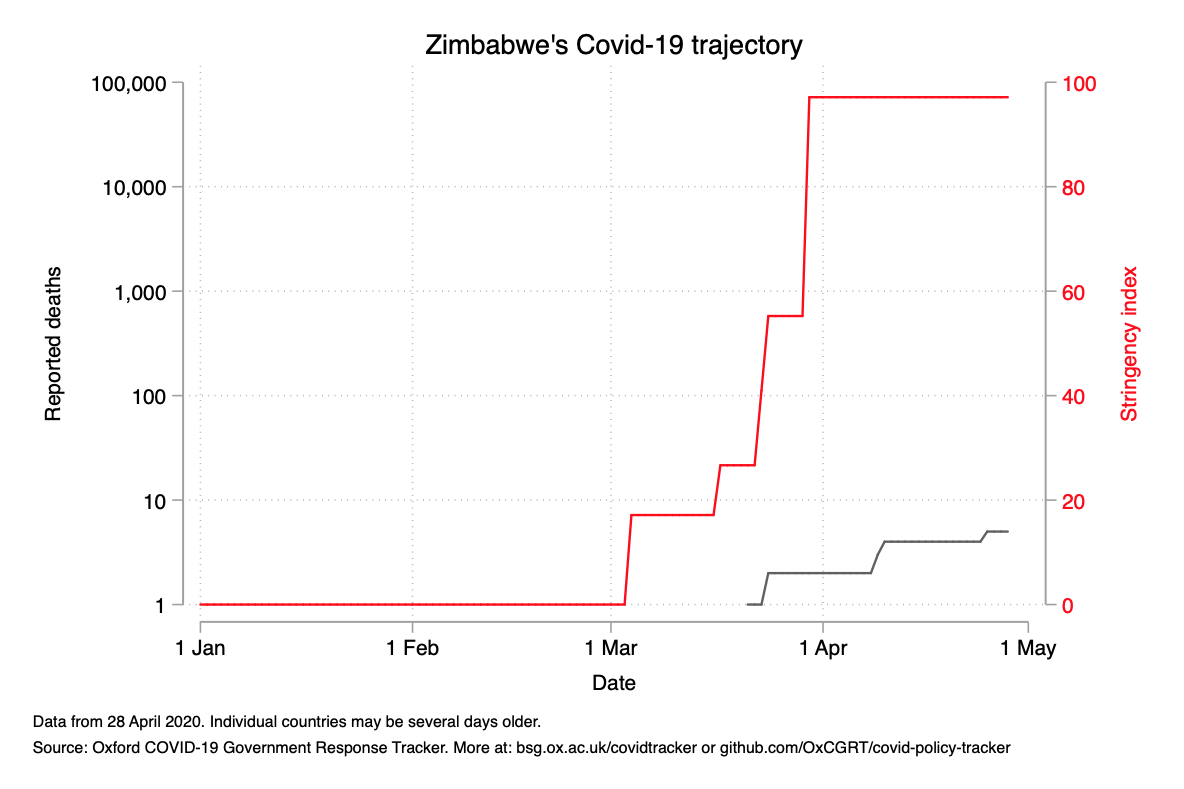 Zimbabwe's Covid-19 trajectory
100,000
10,000
1,000
100
10
1
Reported deaths
100
80
60
40
20
0
Stringency index
1 Jan
1 Feb
1 Mar
1 Apr
1 May
Date
Data from 28 April 2020. Individual countries may be several days older.
Source: Oxford COVID-19 Government Response Tracker. More at: bsg.ox.ac.uk/covidtracker or github.com/OxCGRT/covid-policy-tracker